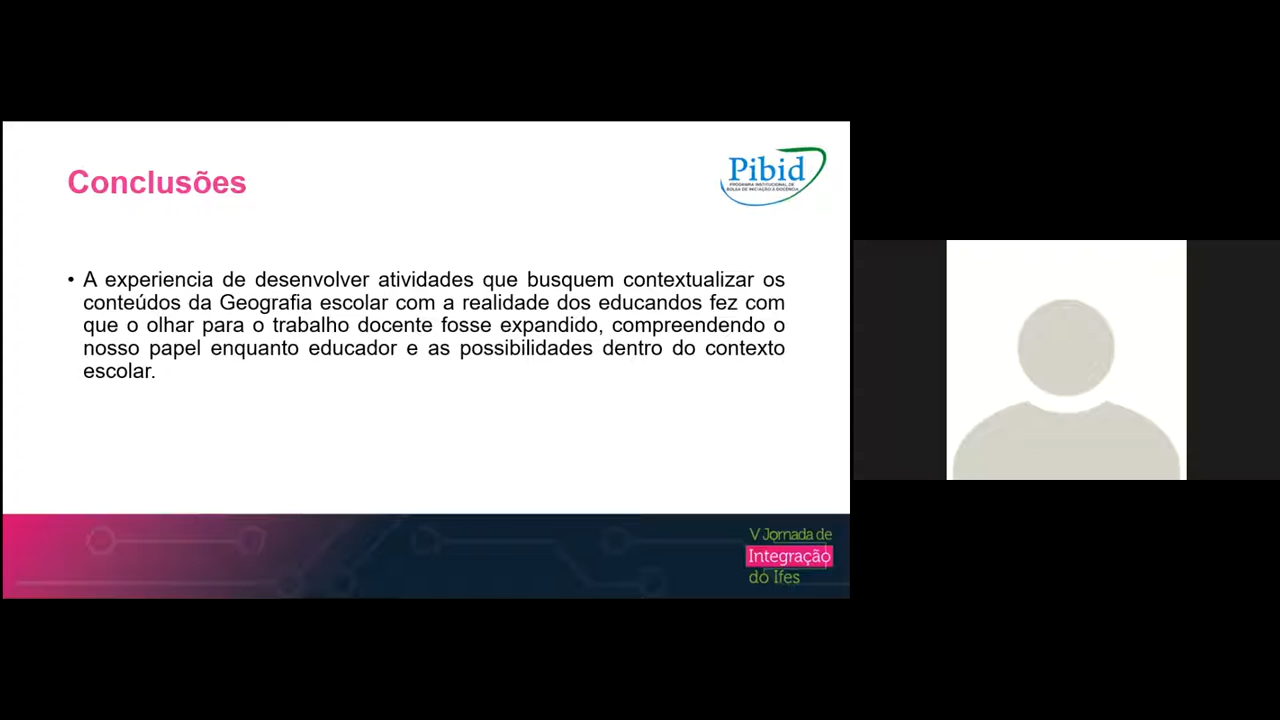 Conclusões
Pibid
PROGRAMA INSTITUCIONAL DE
BOLSA DE INICIAÇÃO À DOCÊNCIA
• A experiencia de desenvolver atividades que busquem contextualizar os
conteúdos da Geografia escolar com a realidade dos educandos fez com
que o olhar para o trabalho docente fosse expandido, compreendendo o
nosso papel enquanto educador e as possibilidades dentro do contexto
escolar.
V Jornada de
Integração
do Ifes